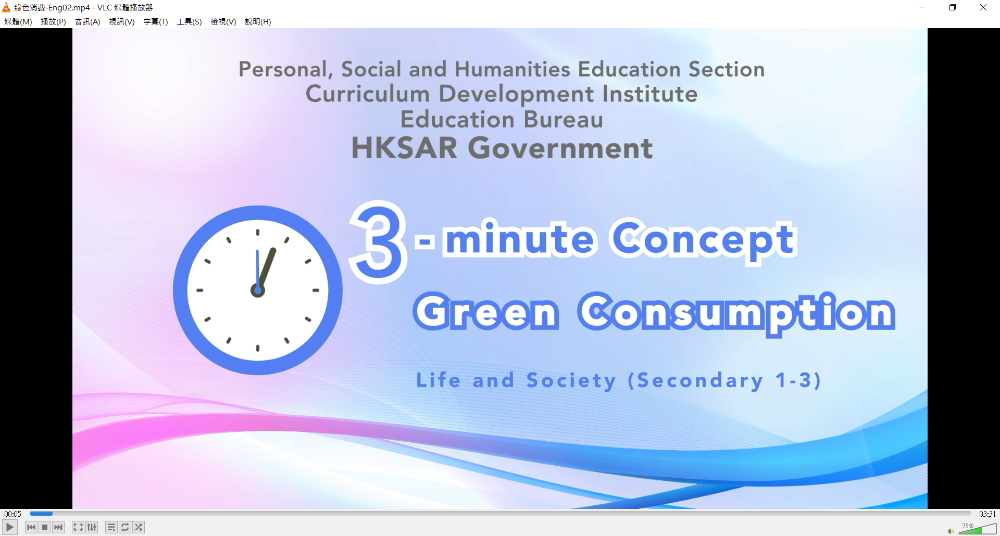 綠色消費-Eng02.mp4 - VLC 媒體播放器
媒體(M) 播放(P) 音訊(A) 視訊(V) 字幕(T) 工具(S) 檢視(V) 說明(H)
Personal, Social and Humanities Education Section
Curriculum Development Institute
Education Bureau
HKSAR Government
3-minute Concept
Green Consumption
Life and Society (Secondary 1-3)
00:05 03:31
75%